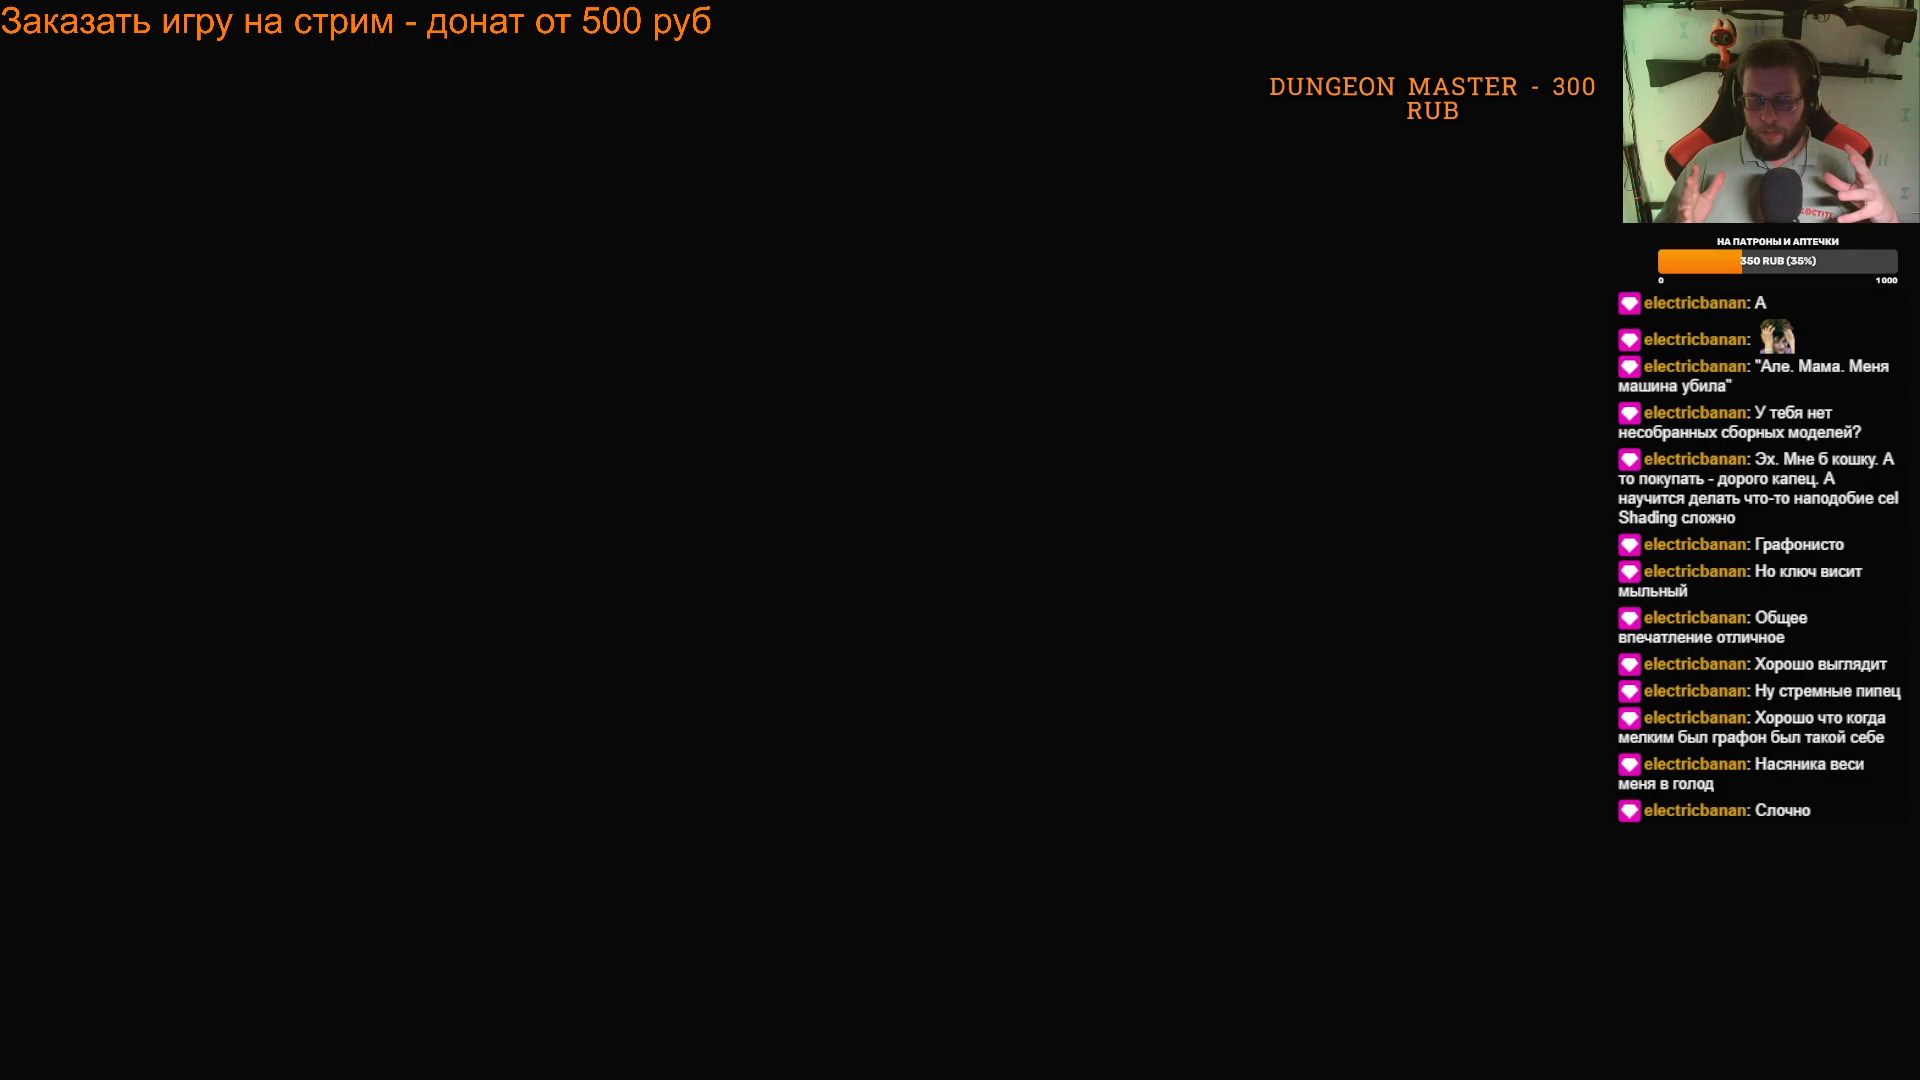 Заказать игру на стрим - донат от 500 руб
DUNGEON MASTER - 300
RUB
LOCTITE
НА ПАТРОНЫ И АПТЕЧКИ
350 RUB (35%)
0 1000
electricbanan: А
electricbanan:
electricbanan: "Але. Мама. Меня
машина убила"
electricbanan: У тебя нет
несобранных сборных моделей?
electricbanan: Эх. Мне б кошку. А
то покупать - дорого капец. А
научится делать что-то наподобие cel
Shading сложно
electricbanan: Графонисто
electricbanan: Но ключ висит
мыльный
electricbanan: Общее
впечатление отличное
electricbanan: Хорошо выглядит
electricbanan: Ну стремные пипец
electricbanan: Хорошо что когда
мелким был графон был такой себе
electricbanan: Насяника веси
меня в голод
electricbanan: Слочно